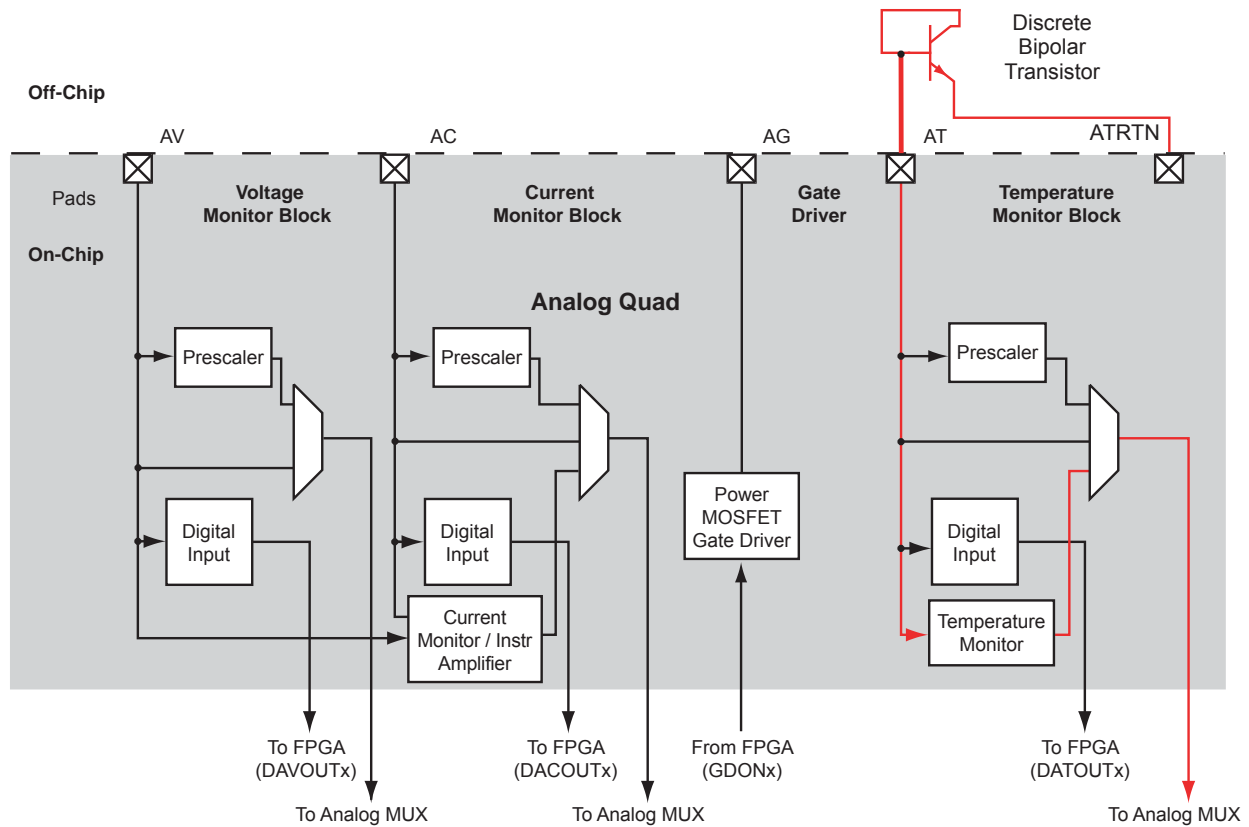 Discrete
Bipolar
Transistor
Off-Chip
AV
AC
AG
AT
ATRTN
Pads
Voltage
Monitor Block
Current
Monitor Block
Gate
Driver
Temperature
Monitor Block
On-Chip
Analog Quad
Prescaler
Prescaler
Prescaler
Digital
Input
Digital
Input
Power
MOSFET
Gate Driver
Digital
Input
Current
Monitor / Instr
Amplifier
Temperature
Monitor
To FPGA
(DAVOUTx)
To FPGA
(DACOUTx)
From FPGA
(GDONx)
To FPGA
(DATOUTx)
To Analog MUX
To Analog MUX
To Analog MUX